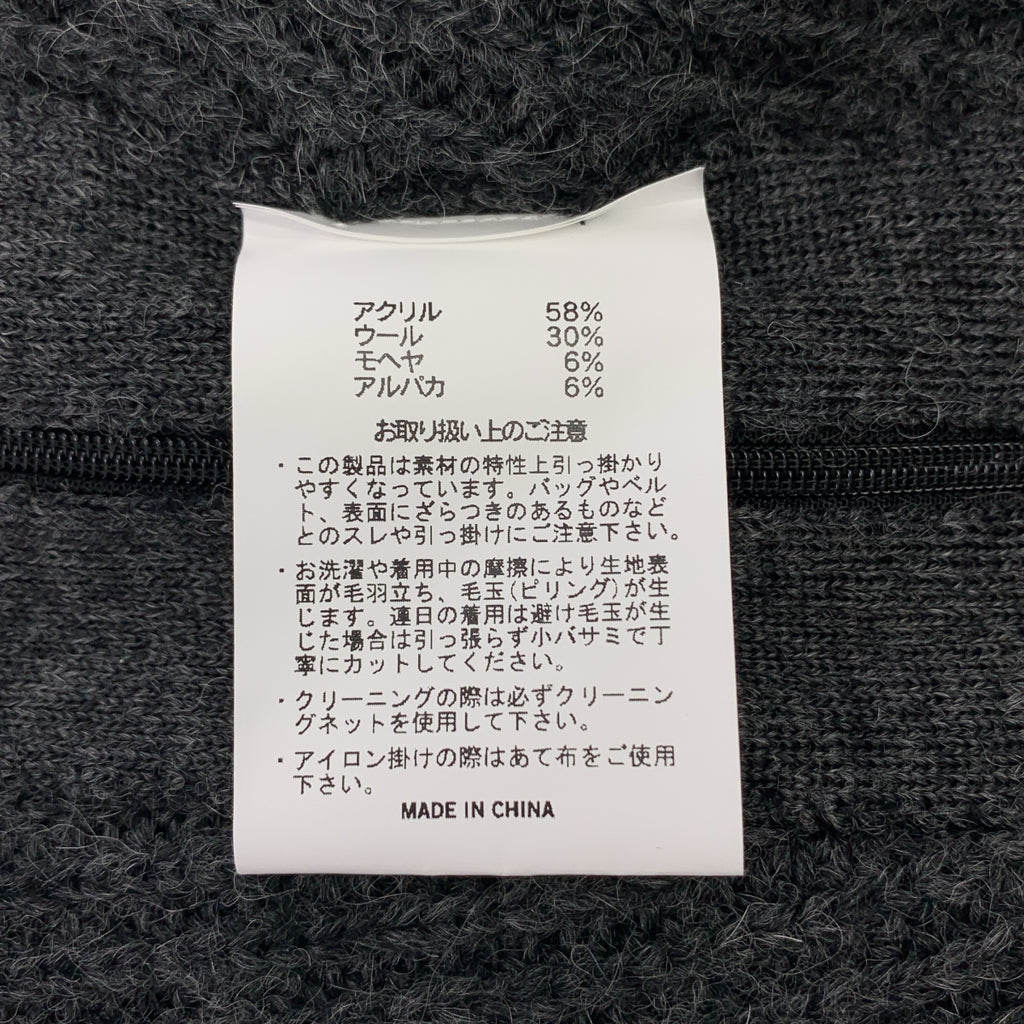 アクリル 58%
ウール 30%
モヘヤ 6%
アルパカ 6%
お取り扱い上のご注意
・この製品は素材の特性上引っ掛かり
やすくなっています。バッグやベル
ト、表面にざらつきのあるものなど
とのスレや引っ掛けにご注意下さい。
・お洗濯や着用中の摩擦により生地表
面が毛羽立ち、毛玉(ピリング)が生
じます。連日の着用は避け毛玉が生
じた場合は引っ張らず小バサミで丁
寧にカットしてください。
・クリーニングの際は必ずクリーニン
グネットを使用して下さい。
・アイロン掛けの際はあて布をご使用
下さい。
MADE IN CHINA